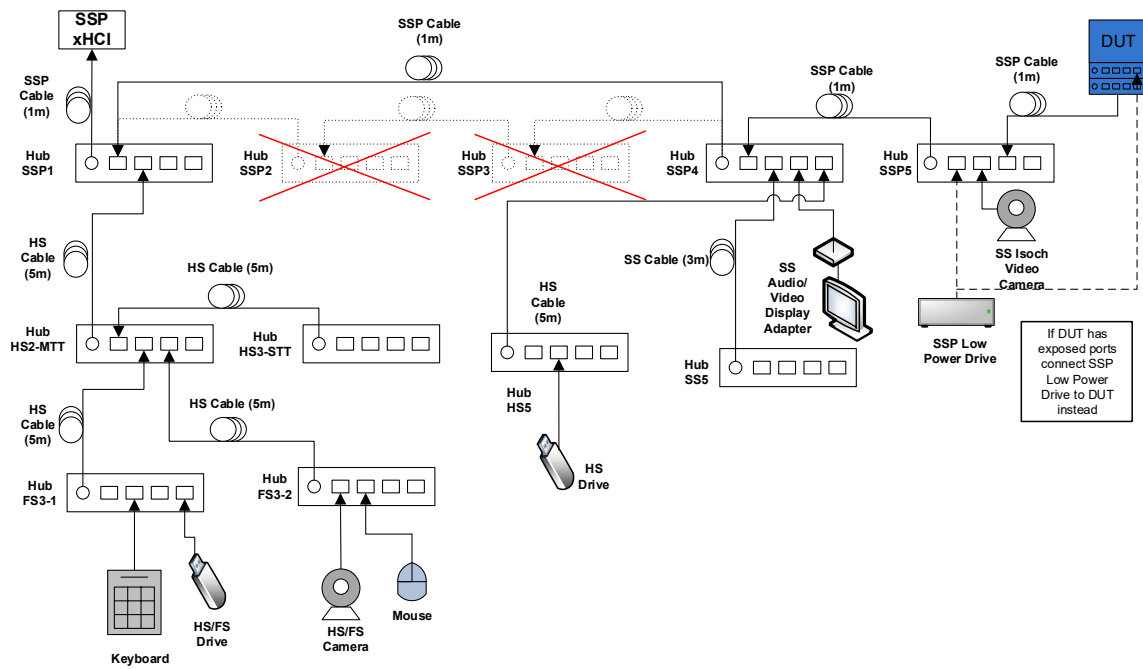 SSP
xHCI
SSP Cable
(1m)
DUT
SSP
Cable
(1m)
SSP Cable
(1m)
SSP Cable
(1m)
Hub
SSP1
Hub
SSP2
Hub
SSP3
Hub
SSP4
Hub
SSP5
HS
Cable
(5m)
HS Cable (5m)
SS Cable (3m)
SS
Audio/
Video
Display
Adapter
SS Isoch
Video
Camera
HS
Cable
(5m)
Hub
HS2-MTT
Hub
HS3-STT
Hub
HS5
Hub
SS5
SSP Low
Power Drive
If DUT has
exposed ports
connect SSP
Low Power
Drive to DUT
instead
HS
Cable
(5m)
HS Cable (5m)
HS
Drive
Hub
FS3-1
Hub
FS3-2
Keyboard
HS/FS
Drive
HS/FS
Camera
Mouse